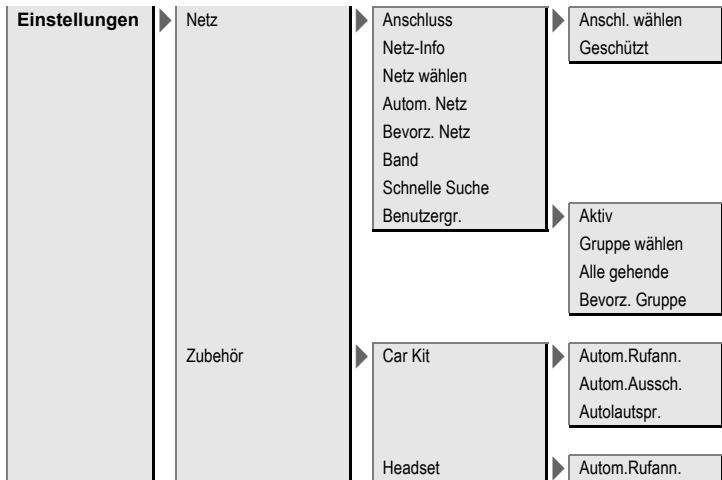 Einstellungen Netz Anschluss Anschl. wählen
Netz-Info Geschützt
Netz wählen
Autom. Netz
Bevorz. Netz
Band
Schnelle Suche
Benutzergr. Aktiv
Gruppe wählen
Alle gehende
Bevorz. Gruppe
Zubehör Car Kit Autom.Rufann.
Autom.Aussch.
Autolautspr.
Headset Autom.Rufann.